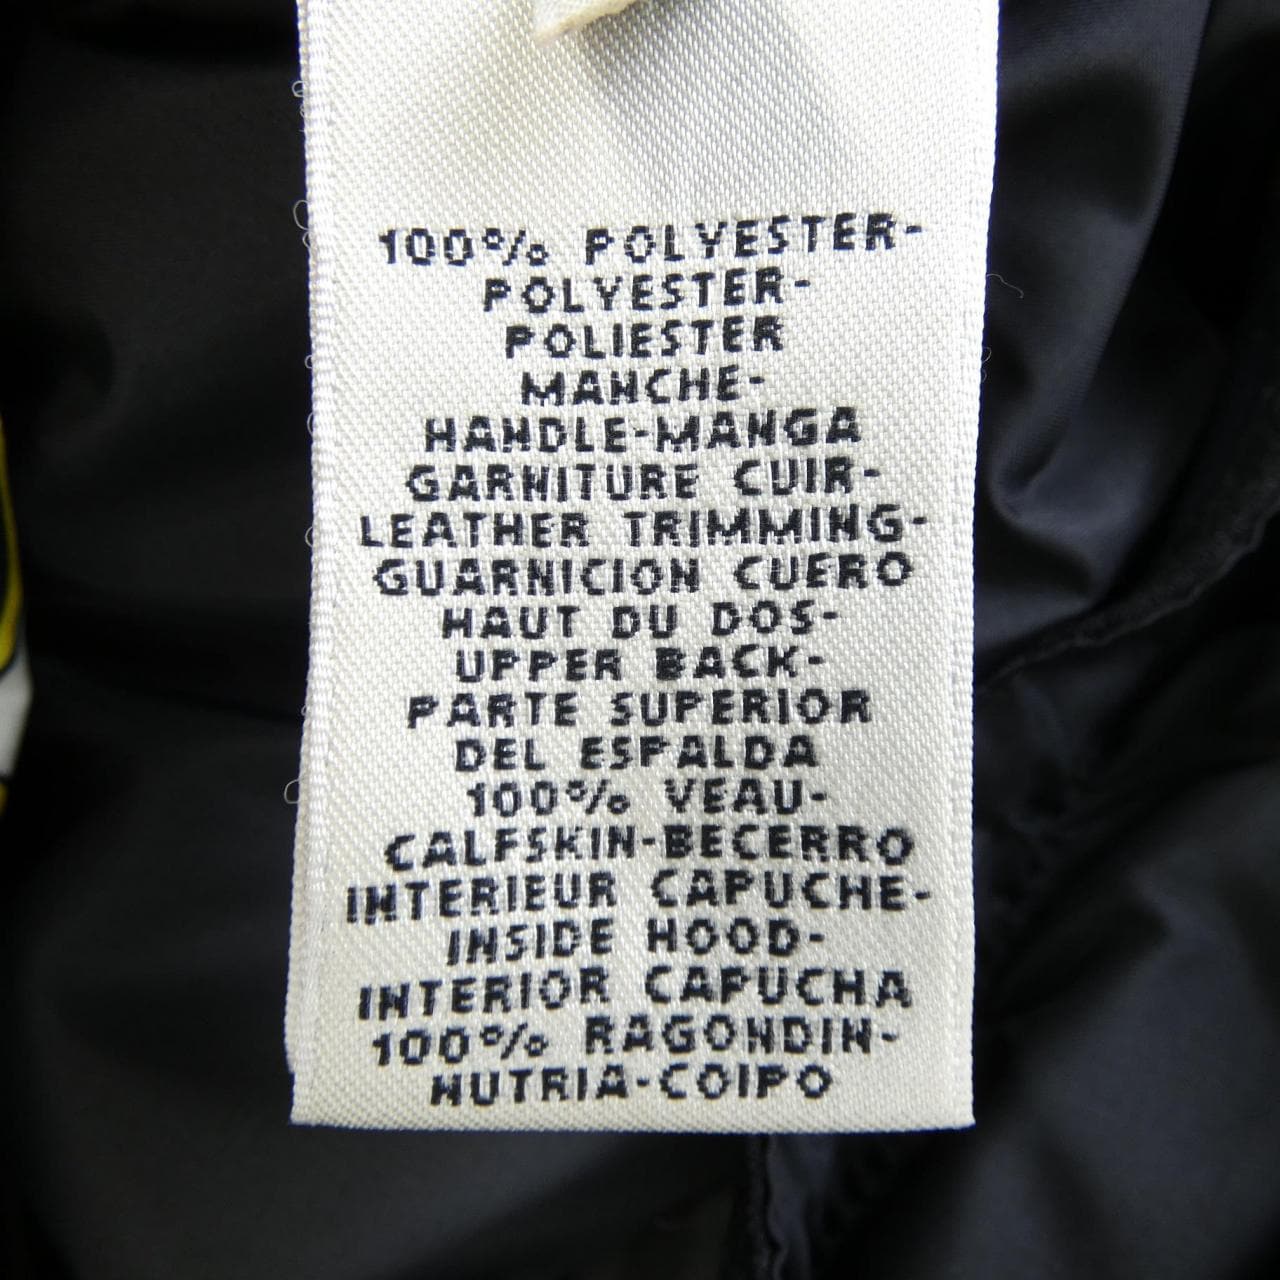 100% POLYESTER-
POLYESTER-
POLIESTER
MANCHE-
HANDLE-MANGA
GARNITURE CUIR-
LEATHER TRIMMING-
GUARNICION CUERO
HAUT DU DOS-
UPPER BACK-
PARTE SUPERIOR
DEL ESPALDA
100% VEAU-
CALFSKIN-BECERRO
INTERIEUR CAPUCHE-
INSIDE HOOD-
INTERIOR CAPUCHA
100% RAGONDIN-
NUTRIA-COIPO